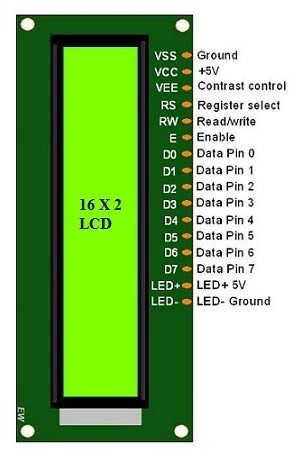 VSS Ground
VCC +5V
VEE Contrast control
RS Register select
RW Read/write
E Enable
D0 Data Pin 0
D1 Data Pin 1
D2 Data Pin 2
D3 Data Pin 3
D4 Data Pin 4
D5 Data Pin 5
D6 Data Pin 6
D7 Data Pin 7
LED+ LED+ 5V
LED- LED- Ground
16 X 2
LCD
EW